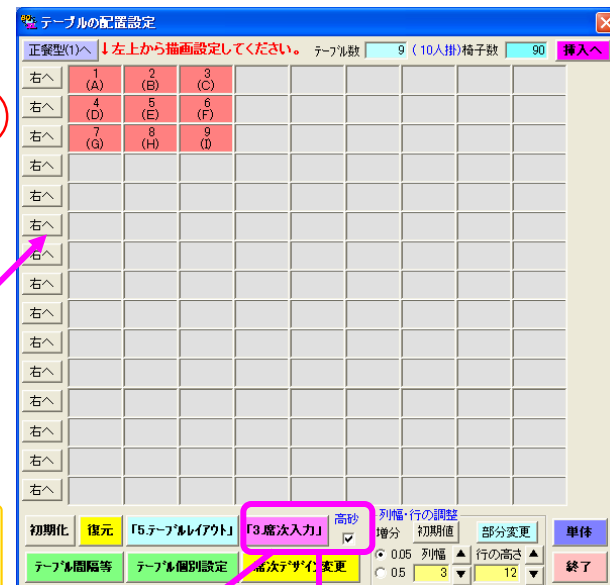 テーブルの配置設定
正餐型(1)へ ↓左上から描画設定してください。 テーブル数 9 (10人掛)椅子数 90 挿入へ
右へ 1 2 3
(A) (B) (C)
右へ 4 5 6
(D) (E) (F)
右へ 7 8 9
(G) (H) (I)
右へ
右へ
右へ
右へ
右へ
右へ
右へ
右へ
右へ
右へ
右へ
右へ
初期化 復元 「5.テーブルレイアウト」 「3.席次入力」 高砂 列幅・行の調整
増分 初期値 部分変更 単体
テーブル間隔等 テーブル個別設定 席次デザイン変更 0.05 列幅 ▲ 行の高さ ▲ 終了
0.5 3 ▼ 12 ▼